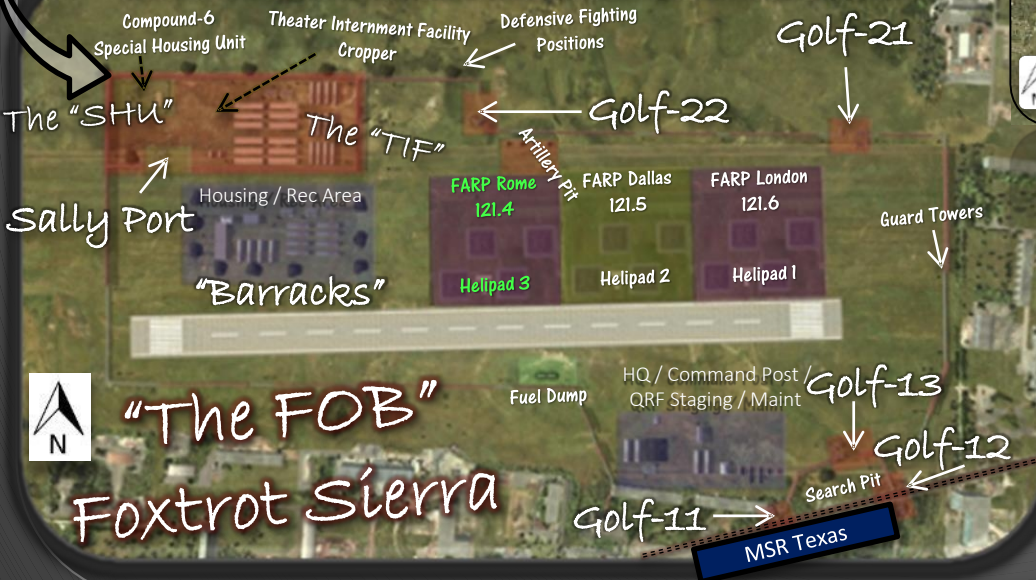 Compound-6
Special Housing Unit
Theater Internment Facility
Cropper
Defensive Fighting
Positions
Golf-21
The "SHU"
The "TIF"
Golf-22
Artillery Pit
Sally Port
Housing / Rec Area
"Barracks"
FARP Rome
121.4
Helipad 3
FARP Dallas
121.5
Helipad 2
FARP London
121.6
Helipad 1
Guard Towers
Fuel Dump
HQ / Command Post /
QRF Staging / Maint
Golf-13
Golf-12
Search Pit
Golf-11
MSR Texas
N
"The FOB"
Foxtrot Sierra